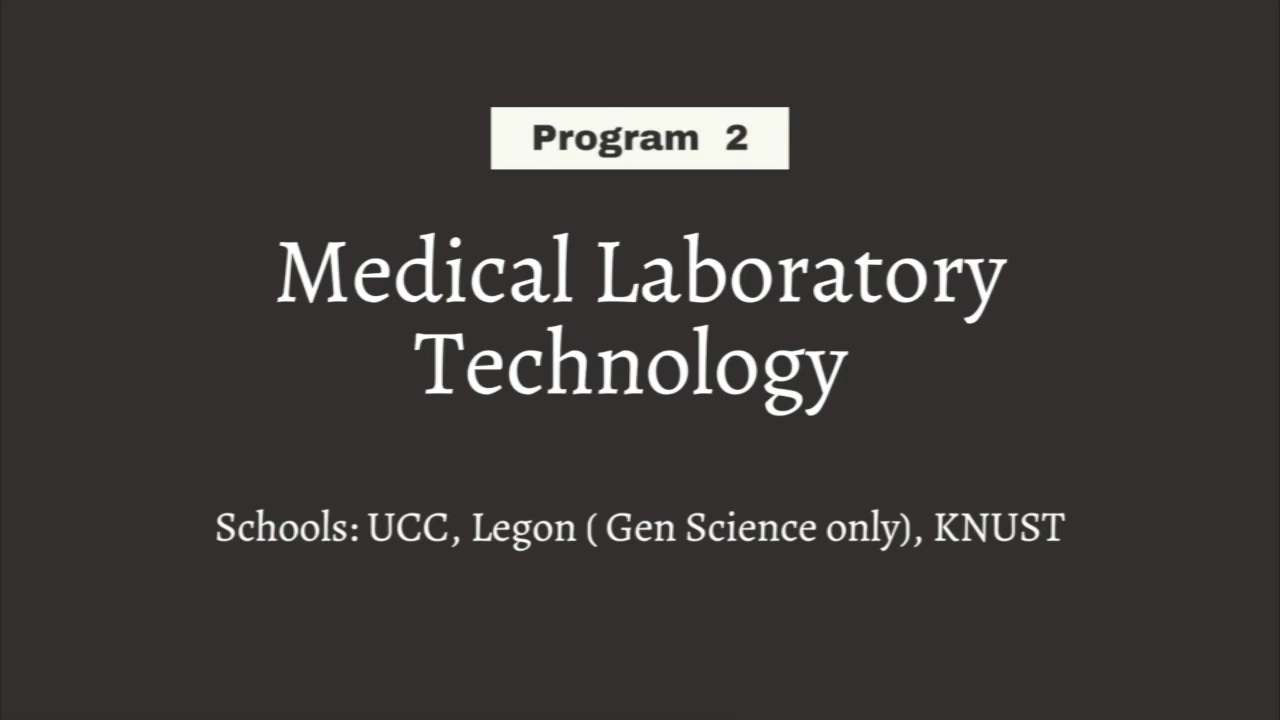 Program 2
Medical Laboratory
Technology
Schools: UCC, Legon ( Gen Science only), KNUST